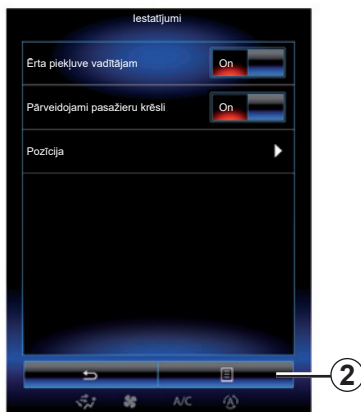 Iestatījumi
Ērta piekļuve vadītājam
On
Pārveidojami pasažieru krēsli
On
Pozīcija
2
A/C
A